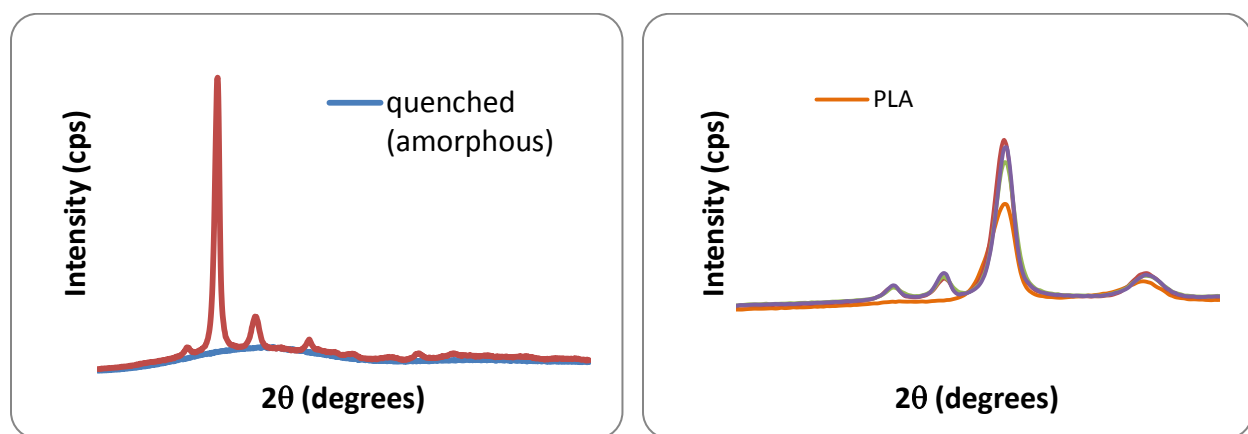 Intensity (cps)
quenched
(amorphous)
2θ (degrees)
Intensity (cps)
PLA
2θ (degrees)